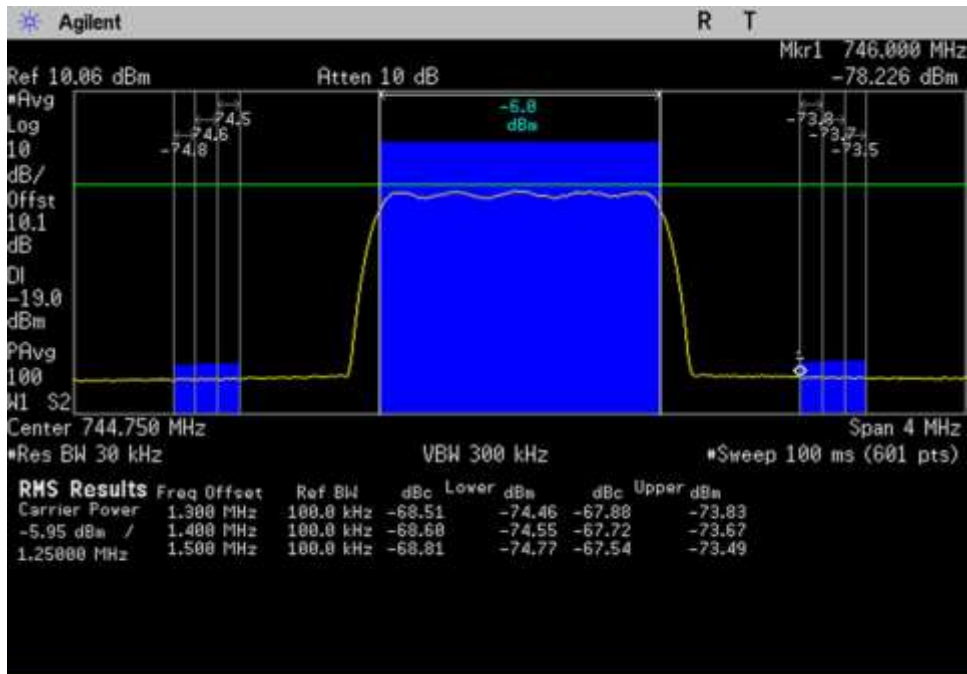 Agilent R T
Mkr1 746.000 MHz
Ref 10.06 dBm Atten 10 dB -78.226 dBm
#Avg
Log
10
dB/
Offst
10.1
dB
DI
-19.0
dBm
PAvg
100
W1 S2
-6.0
dBm
-74.5
-74.6
-74.8
-73.8
-73.7
-73.5
1
Center 744.750 MHz Span 4 MHz
#Res BW 30 kHz VBW 300 kHz #Sweep 100 ms (601 pts)
RMS Results Freq Offset Ref BW dBc Lower dBm dBc Upper dBm
Carrier Power 1.300 MHz 100.0 kHz -68.51 -74.46 -67.88 -73.83
-5.95 dBm / 1.400 MHz 100.0 kHz -68.60 -74.55 -67.72 -73.67
1.25000 MHz 1.500 MHz 100.0 kHz -68.81 -74.77 -67.54 -73.49